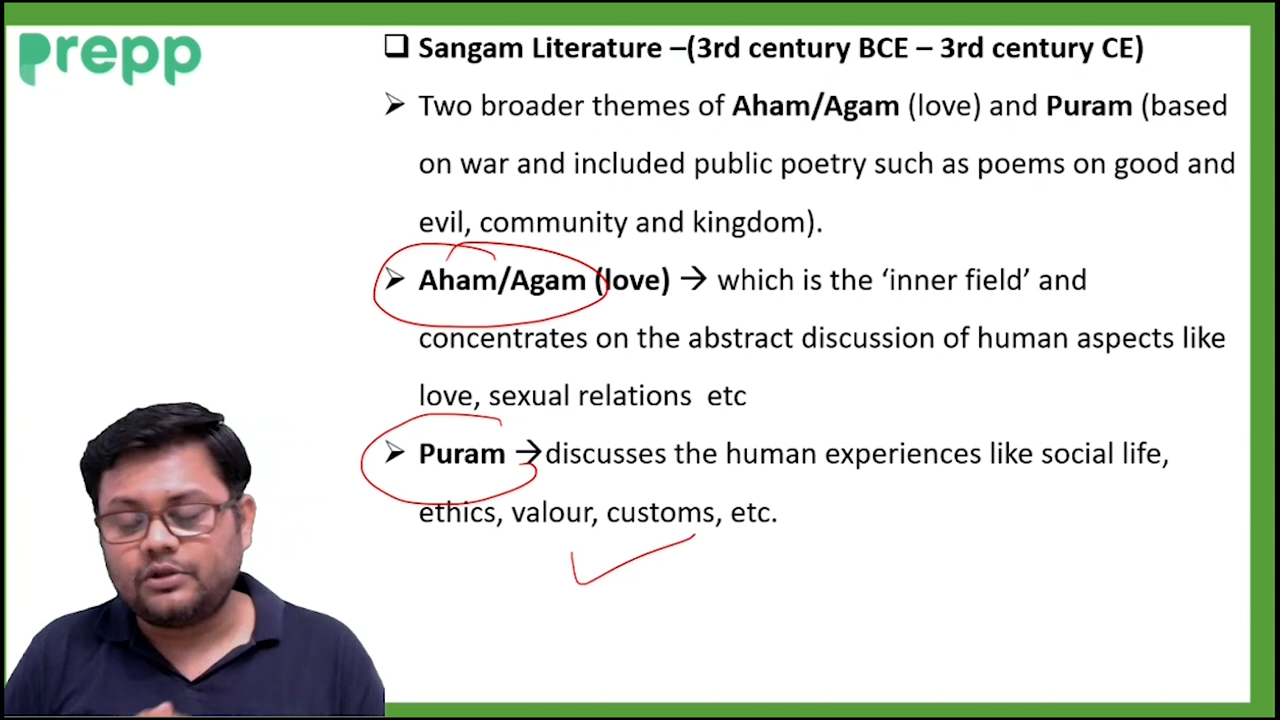 prepp
❑ Sangam Literature –(3rd century BCE – 3rd century CE)
➢ Two broader themes of Aham/Agam (love) and Puram (based
on war and included public poetry such as poems on good and
evil, community and kingdom).
➢ Aham/Agam (love) → which is the ‘inner field’ and
concentrates on the abstract discussion of human aspects like
love, sexual relations etc
➢ Puram →discusses the human experiences like social life,
ethics, valour, customs, etc.